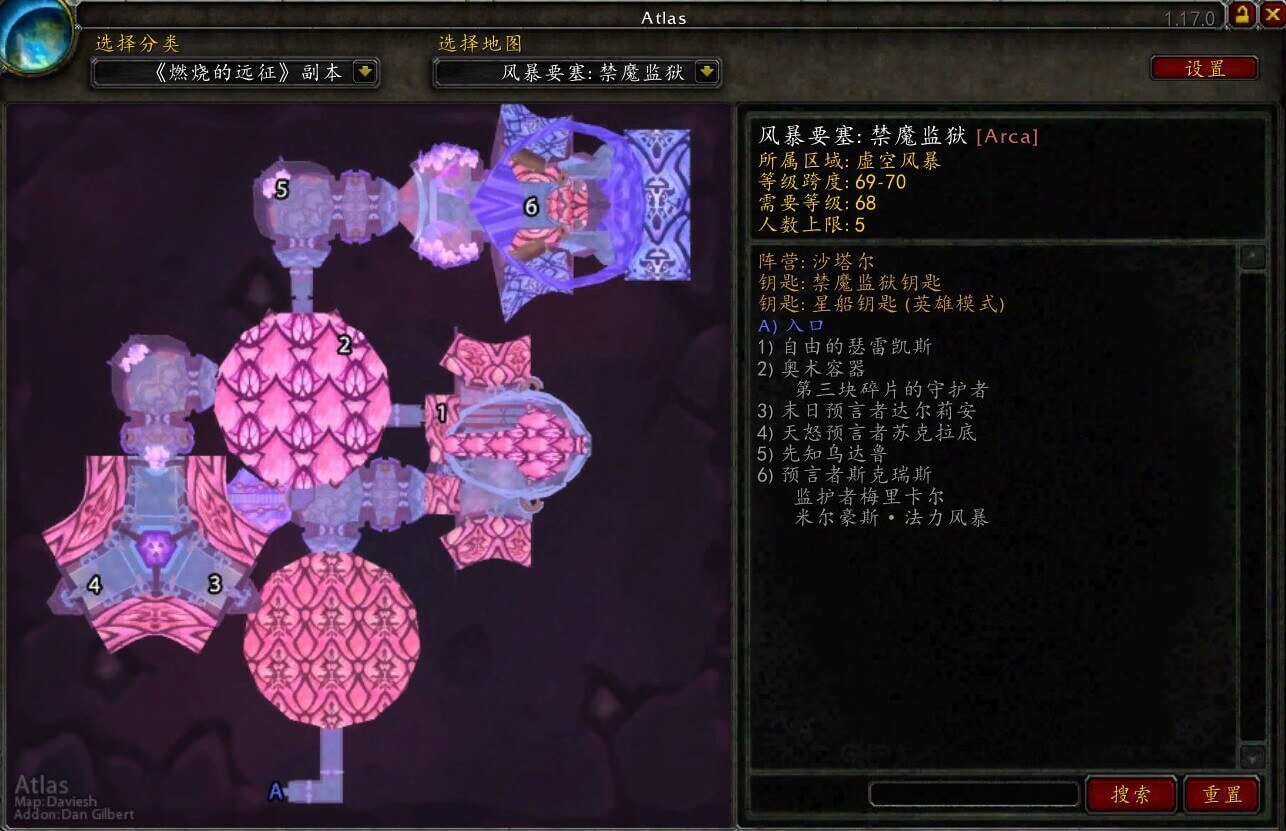 Atlas
1.17.0
选择分类
选择地图
《燃烧的远征》副本
风暴要塞: 禁魔监狱
设置
风暴要塞: 禁魔监狱 [Arca]
所属区域: 虚空风暴
等级跨度: 69-70
需要等级: 68
人数上限: 5
阵营: 沙塔尔
钥匙: 禁魔监狱钥匙
钥匙: 星船钥匙 (英雄模式)
A) 入口
1) 自由的瑟雷凯斯
2) 奥术容器
第三块碎片的守护者
3) 末日预言者达尔莉安
4) 天怒预言者苏克拉底
5) 先知乌达鲁
6) 预言者斯克瑞斯
监护者梅里卡尔
米尔豪斯·法力风暴
5
6
2
1
4
3
A
Atlas
Map:Daviesh
Addon:Dan Gilbert
搜索
重置